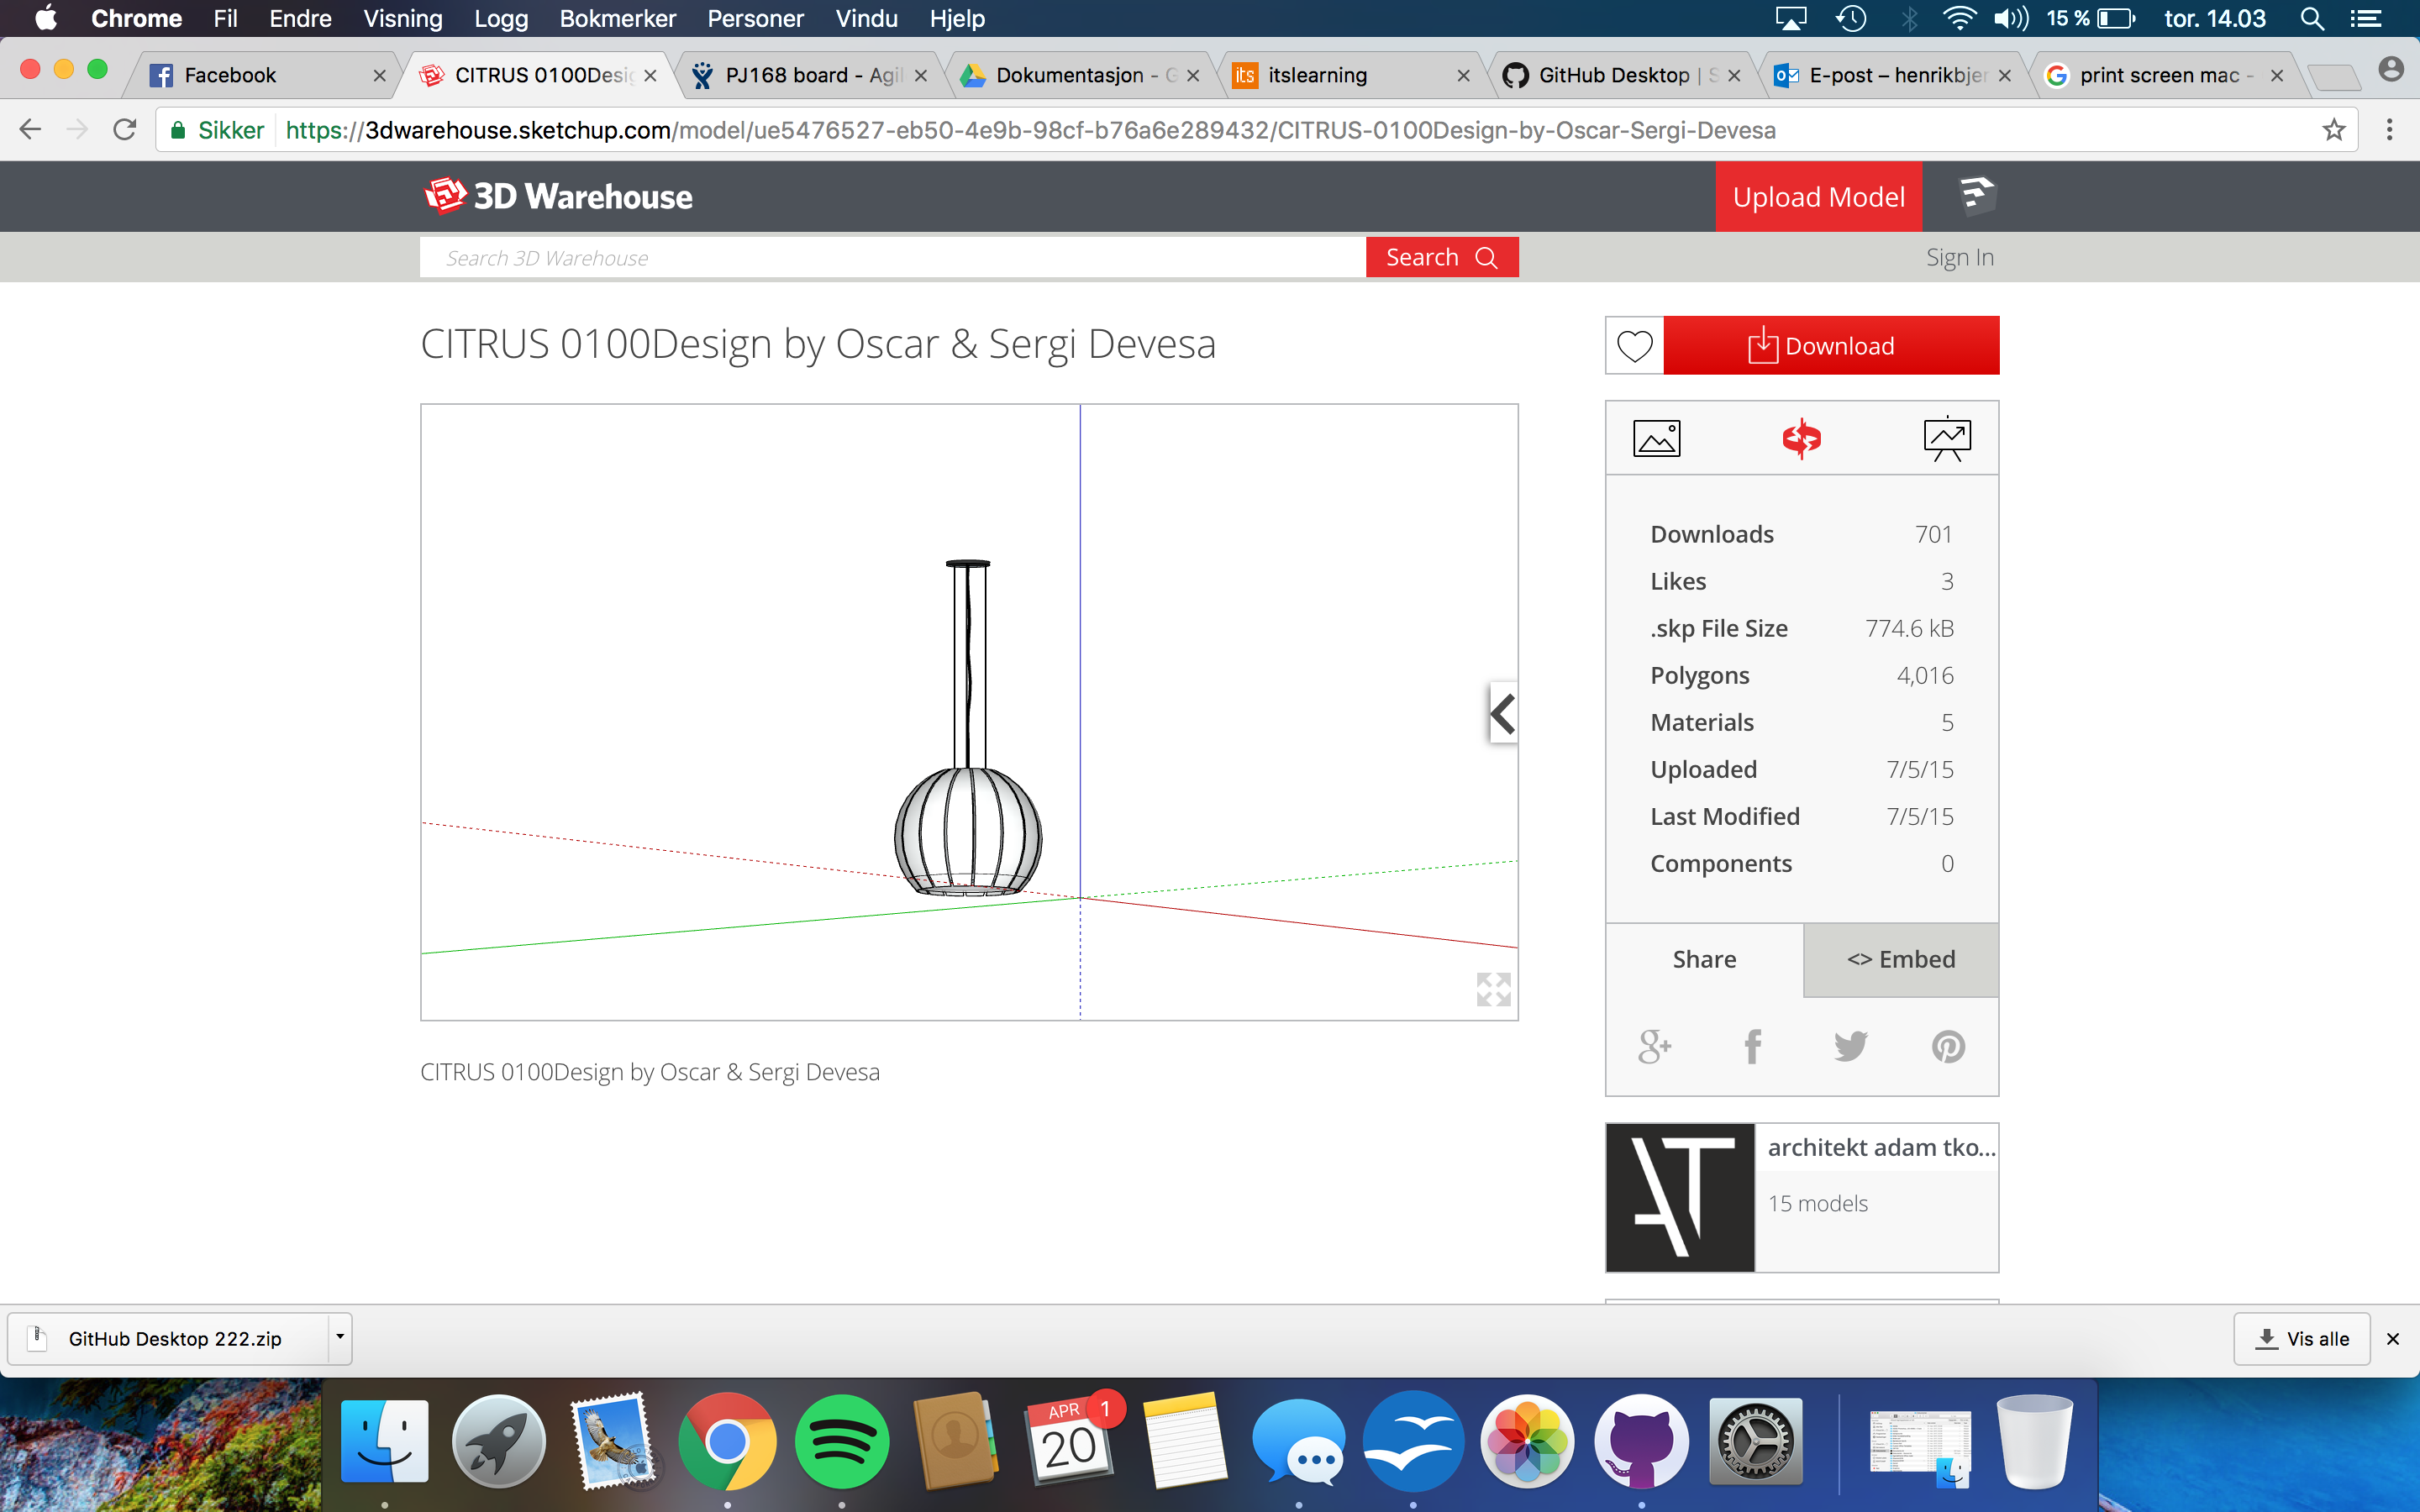 Chrome Fil Endre Visning Logg Bokmerker Personer Vindu Hjelp 15 % tor. 14.03
Facebook CITRUS 0100Desig PJ168 board - Agil Dokumentasjon - G its itslearning GitHub Desktop | S E-post – henrikbjer print screen mac -
Sikker https://3dwarehouse.sketchup.com/model/ue5476527-eb50-4e9b-98cf-b76a6e289432/CITRUS-0100Design-by-Oscar-Sergi-Devesa
3D Warehouse Upload Model
Search 3D Warehouse Search Sign In
CITRUS 0100Design by Oscar & Sergi Devesa
Download
Downloads 701
Likes 3
.skp File Size 774.6 kB
Polygons 4,016
Materials 5
Uploaded 7/5/15
Last Modified 7/5/15
Components 0
Share <> Embed
CITRUS 0100Design by Oscar & Sergi Devesa
AT
architekt adam tko...
15 models
GitHub Desktop 222.zip Vis alle
APR 1
20